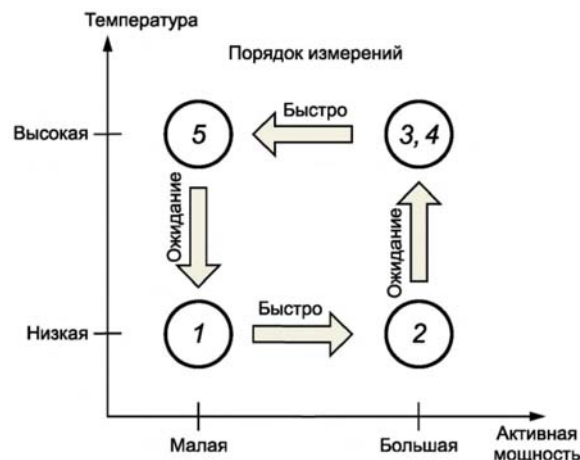 Температура
Порядок измерений
Высокая
5
Быстро
3, 4
Ожидание
Ожидание
Низкая
1
Быстро
2
Малая
Большая
Активная
мощность